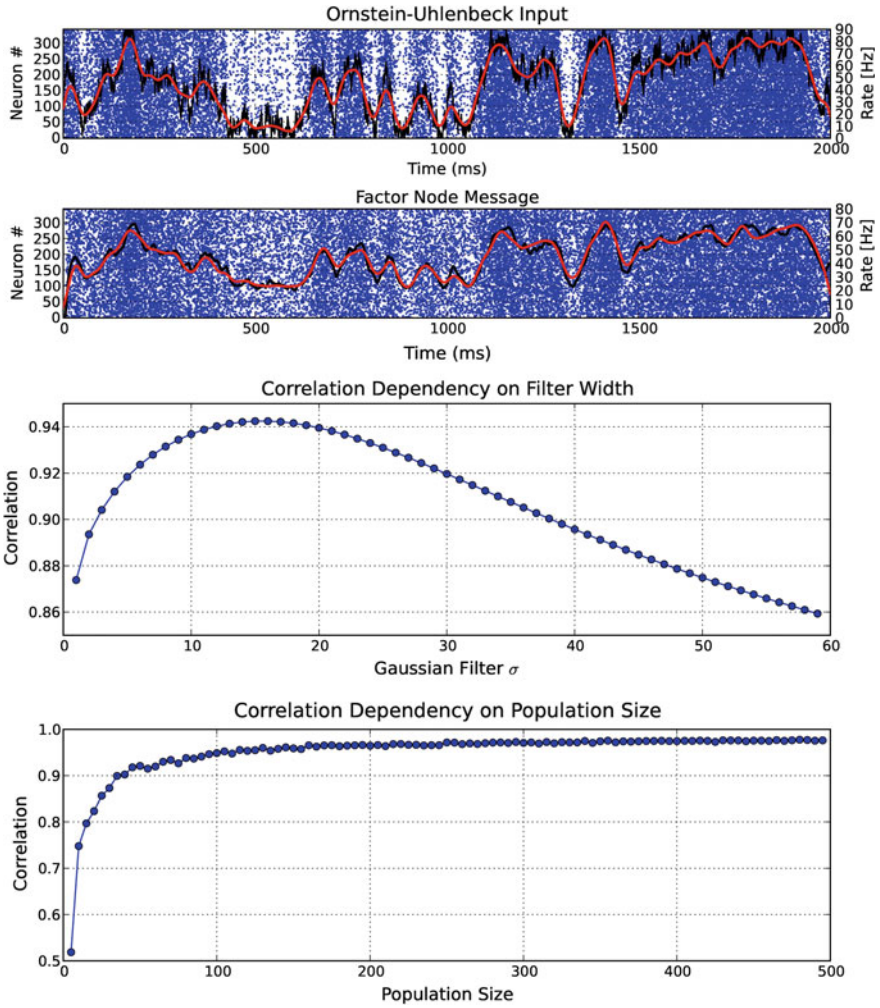 Ornstein-Uhlenbeck Input
Neuron #
300
250
200
150
100
50
0
90
80
70
60
50
40
30
20
10
0
Rate [Hz]
0 500 1000 1500 2000
Time (ms)
Factor Node Message
Neuron #
300
250
200
150
100
50
0
80
70
60
50
40
30
20
10
0
Rate [Hz]
0 500 1000 1500 2000
Time (ms)
Correlation Dependency on Filter Width
Correlation
0.94
0.92
0.90
0.88
0.86
0 10 20 30 40 50 60
Gaussian Filter σ
Correlation Dependency on Population Size
Correlation
1.0
0.9
0.8
0.7
0.6
0.5
0 100 200 300 400 500
Population Size